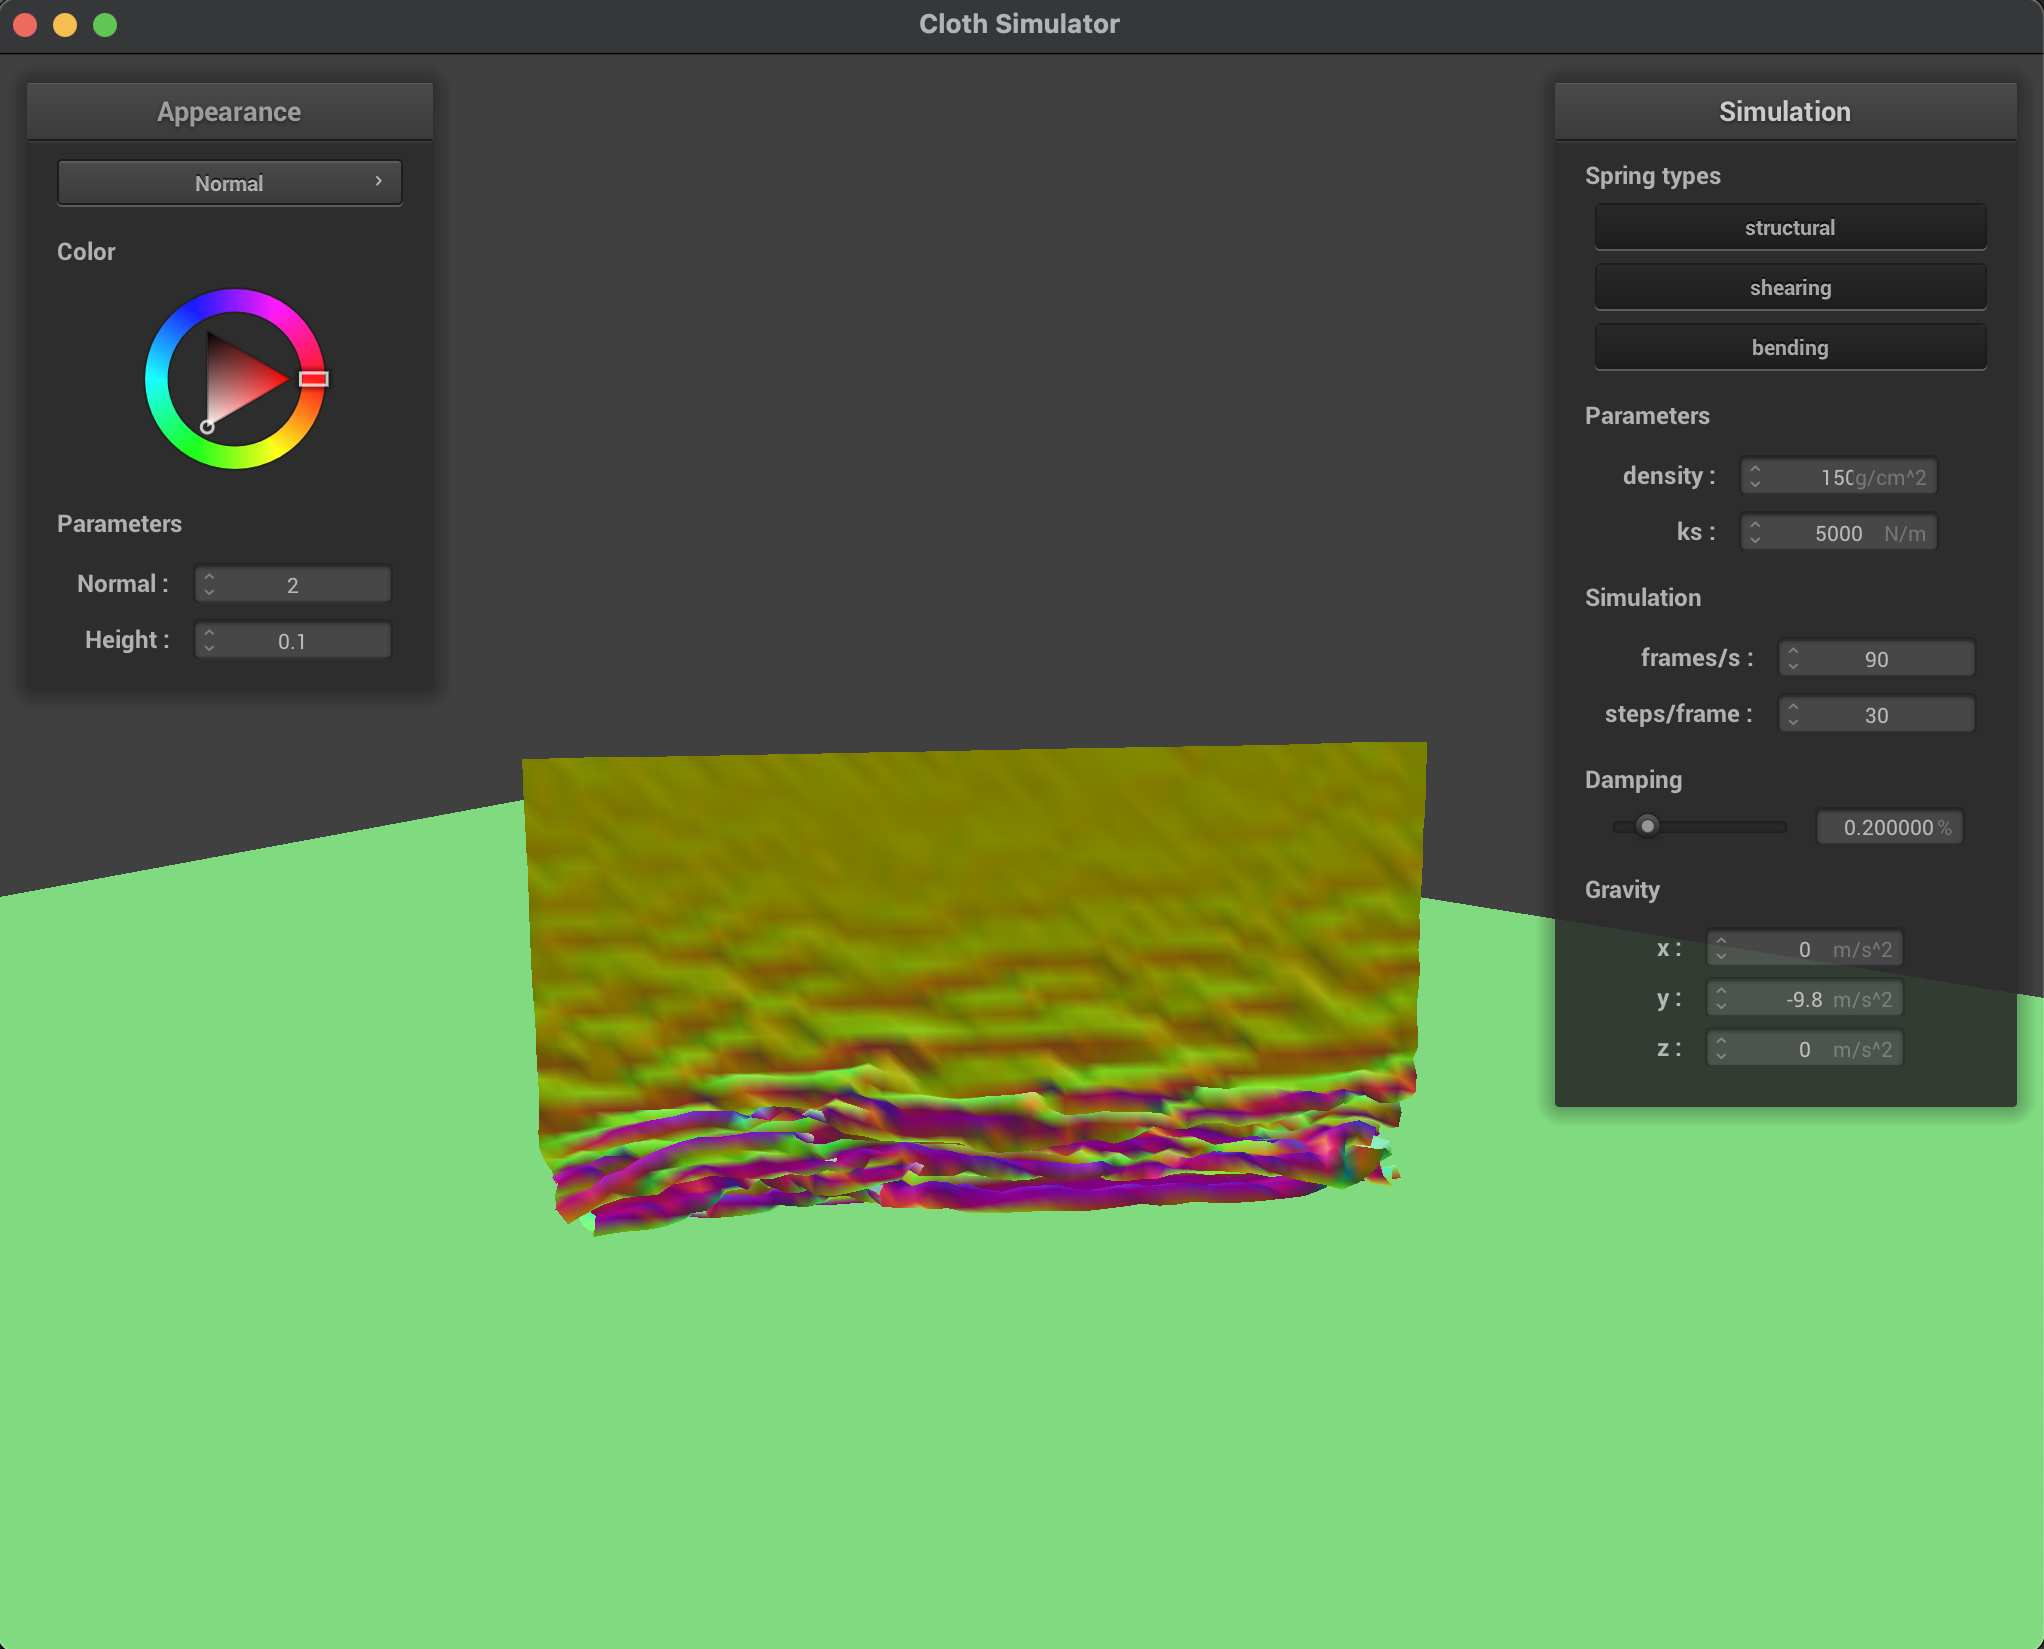 Cloth Simulator
Appearance
Normal
Color
Parameters
Normal : 2
Height : 0.1
Simulation
Spring types
structural
shearing
bending
Parameters
density : 150 g/cm^2
ks : 5000 N/m
Simulation
frames/s : 90
steps/frame : 30
Damping
0.200000 %
Gravity
x : 0 m/s^2
y : -9.8 m/s^2
z : 0 m/s^2